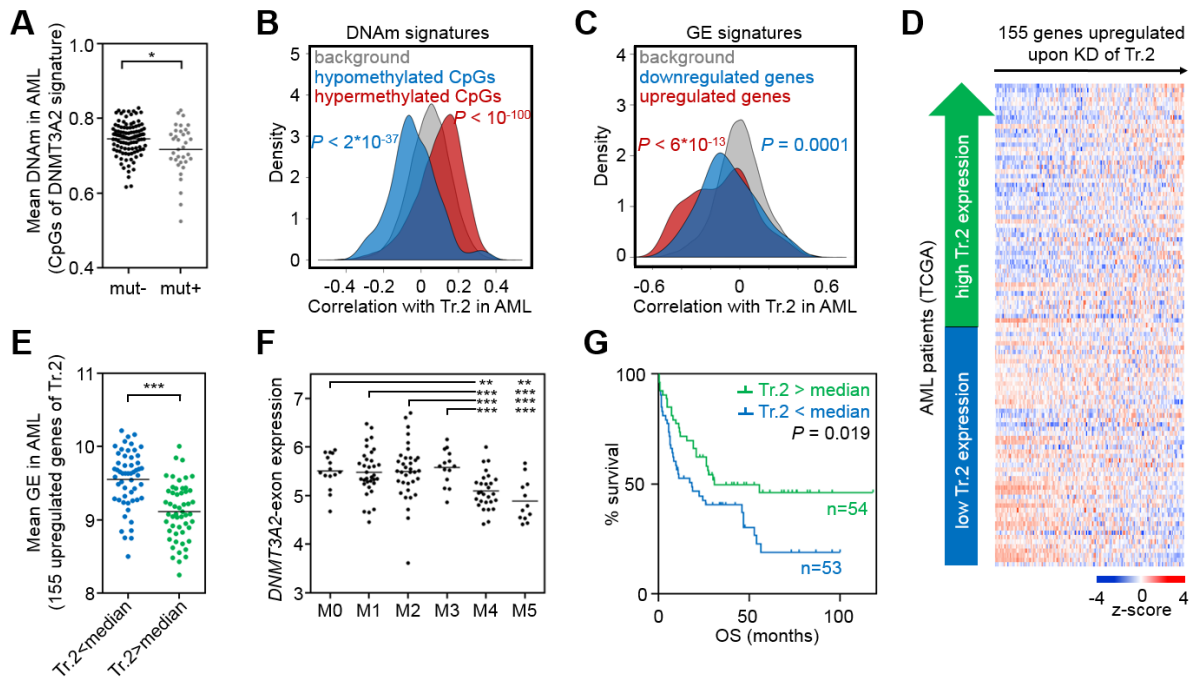 A
Mean DNAm in AML
(CpGs of DNMT3A2 signature)
1.0
0.8
0.6
0.4
*
mut-
mut+
B
DNAm signatures
background
hypomethylated CpGs
hypermethylated CpGs
P < 10-100
P < 2*10-37
Density
5
4
3
2
1
0
-0.4
-0.2
0
0.2
0.4
Correlation with Tr.2 in AML
C
GE signatures
background
downregulated genes
upregulated genes
P < 6*10-13
P = 0.0001
Density
4
3
2
1
0
-0.6
0
0.6
Correlation with Tr.2 in AML
D
155 genes upregulated
upon KD of Tr.2
AML patients (TCGA)
high Tr.2 expression
low Tr.2 expression
-4
0
4
z-score
E
Mean GE in AML
(155 upregulated genes of Tr.2)
11
10
9
8
***
Tr.2<median
Tr.2>median
F
DNMT3A2-exon expression
7
6
5
4
3
** **
*** ***
*** ***
*** ***
M0
M1
M2
M3
M4
M5
G
% survival
100
50
0
Tr.2 > median
Tr.2 < median
P = 0.019
n=54
n=53
0
50
100
OS (months)